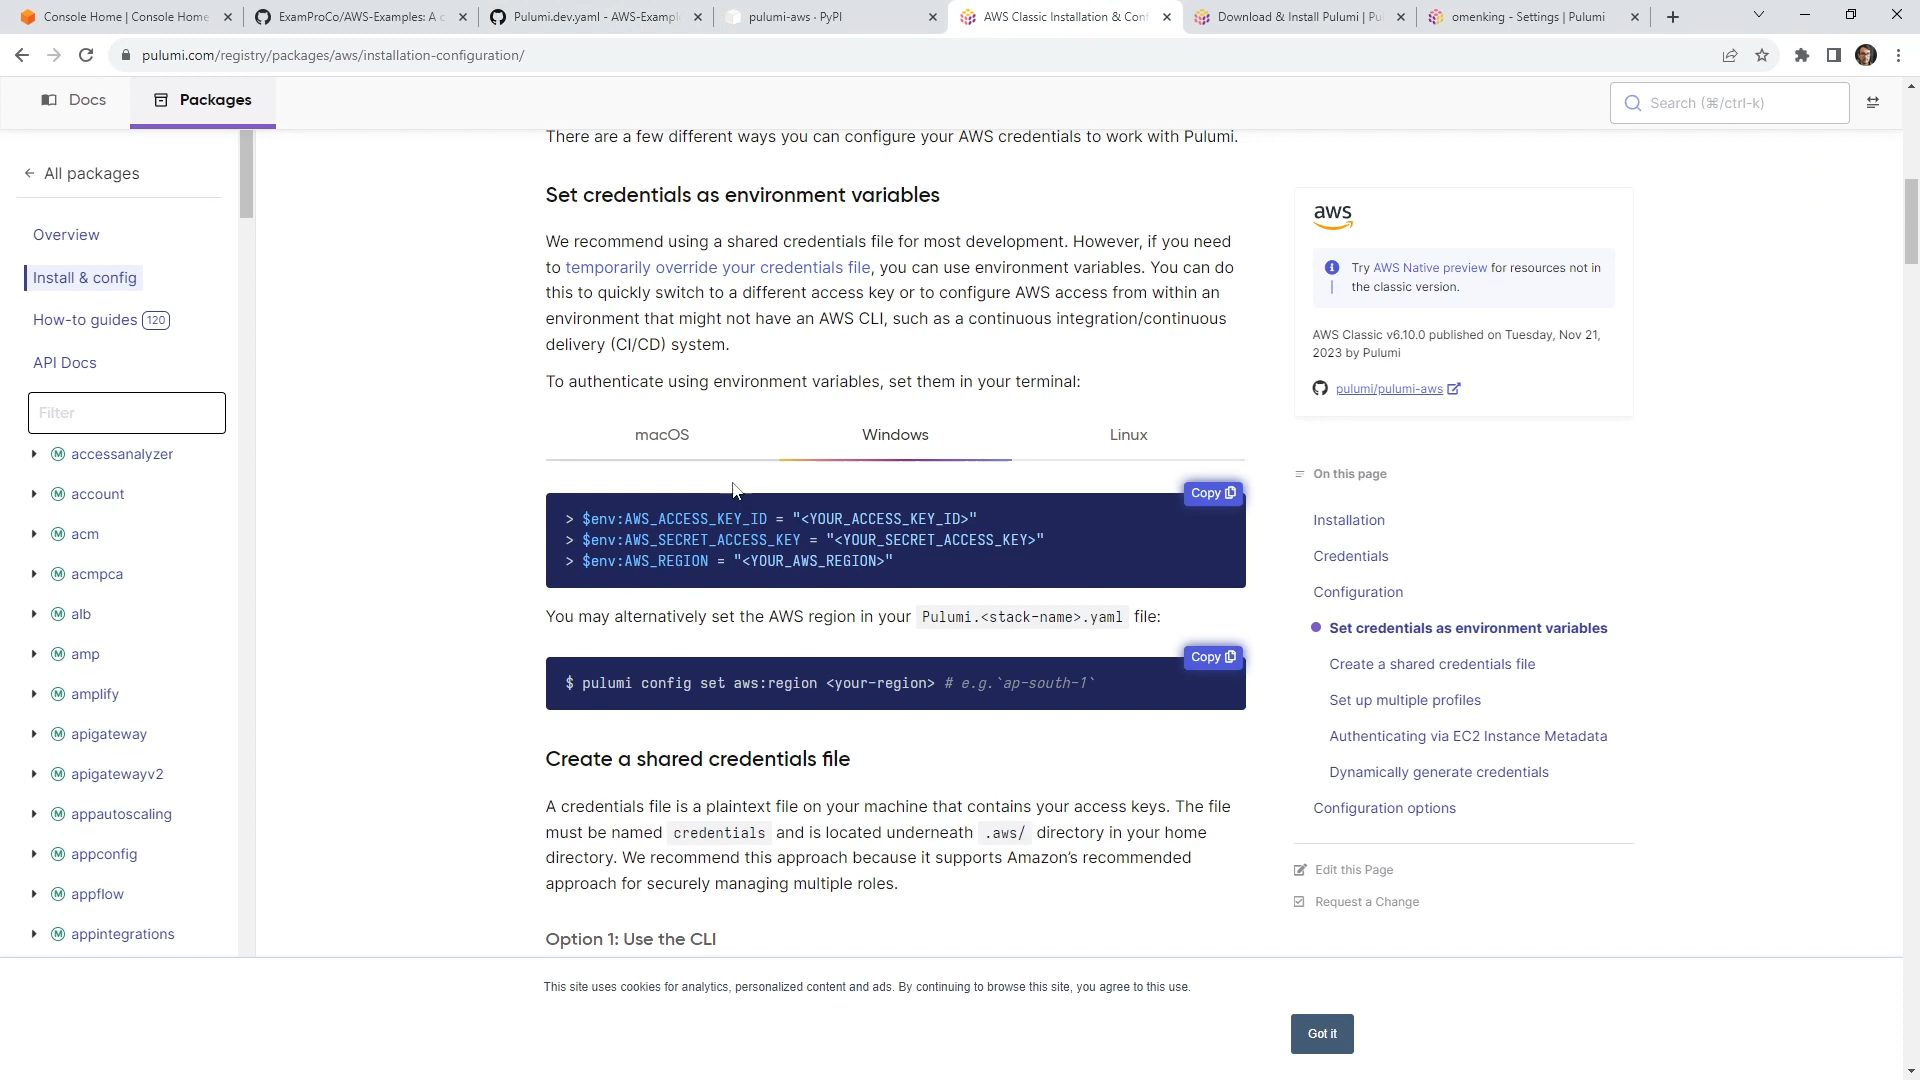 Console Home | Console Home
ExamProCo/AWS-Examples: A c
Pulumi.dev.yaml - AWS-Exampl
pulumi-aws · PyPI
AWS Classic Installation & Conf
Download & Install Pulumi | Pu
omenking - Settings | Pulumi
pulumi.com/registry/packages/aws/installation-configuration/
Docs
Packages
Search (⌘/ctrl-k)
All packages
Overview
Install & config
How-to guides 120
API Docs
Filter
accessanalyzer
account
acm
acmpca
alb
amp
amplify
apigateway
apigatewayv2
appautoscaling
appconfig
appflow
appintegrations
There are a few different ways you can configure your AWS credentials to work with Pulumi.
Set credentials as environment variables
We recommend using a shared credentials file for most development. However, if you need
to temporarily override your credentials file, you can use environment variables. You can do
this to quickly switch to a different access key or to configure AWS access from within an
environment that might not have an AWS CLI, such as a continuous integration/continuous
delivery (CI/CD) system.
To authenticate using environment variables, set them in your terminal:
macOS
Windows
Linux
Copy
> $env:AWS_ACCESS_KEY_ID = "<YOUR_ACCESS_KEY_ID>"
> $env:AWS_SECRET_ACCESS_KEY = "<YOUR_SECRET_ACCESS_KEY>"
> $env:AWS_REGION = "<YOUR_AWS_REGION>"
You may alternatively set the AWS region in your Pulumi.<stack-name>.yaml file:
Copy
$ pulumi config set aws:region <your-region> # e.g.`ap-south-1`
Create a shared credentials file
A credentials file is a plaintext file on your machine that contains your access keys. The file
must be named credentials and is located underneath .aws/ directory in your home
directory. We recommend this approach because it supports Amazon's recommended
approach for securely managing multiple roles.
Option 1: Use the CLI
aws
Try AWS Native preview for resources not in
the classic version.
AWS Classic v6.10.0 published on Tuesday, Nov 21,
2023 by Pulumi
pulumi/pulumi-aws
On this page
Installation
Credentials
Configuration
Set credentials as environment variables
Create a shared credentials file
Set up multiple profiles
Authenticating via EC2 Instance Metadata
Dynamically generate credentials
Configuration options
Edit this Page
Request a Change
This site uses cookies for analytics, personalized content and ads. By continuing to browse this site, you agree to this use.
Got it